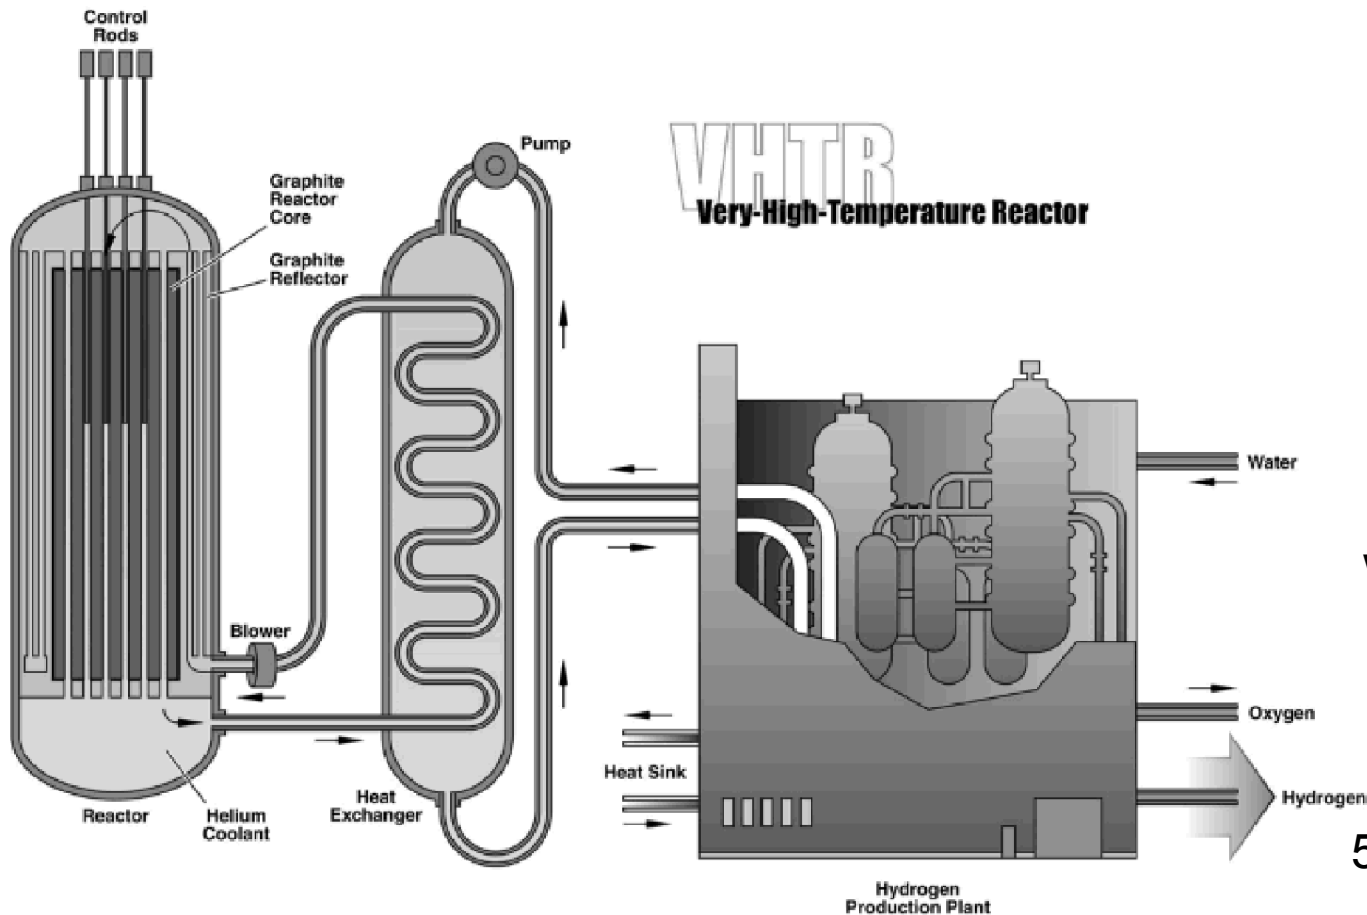 Control
Rods
Pump
VHTR
Very-High-Temperature Reactor
Graphite
Reactor
Core
Graphite
Reflector
Water
Blower
Oxygen
Heat Sink
Heat
Exchanger
Hydrogen
Reactor
Helium
Coolant
5
Hydrogen
Production Plant